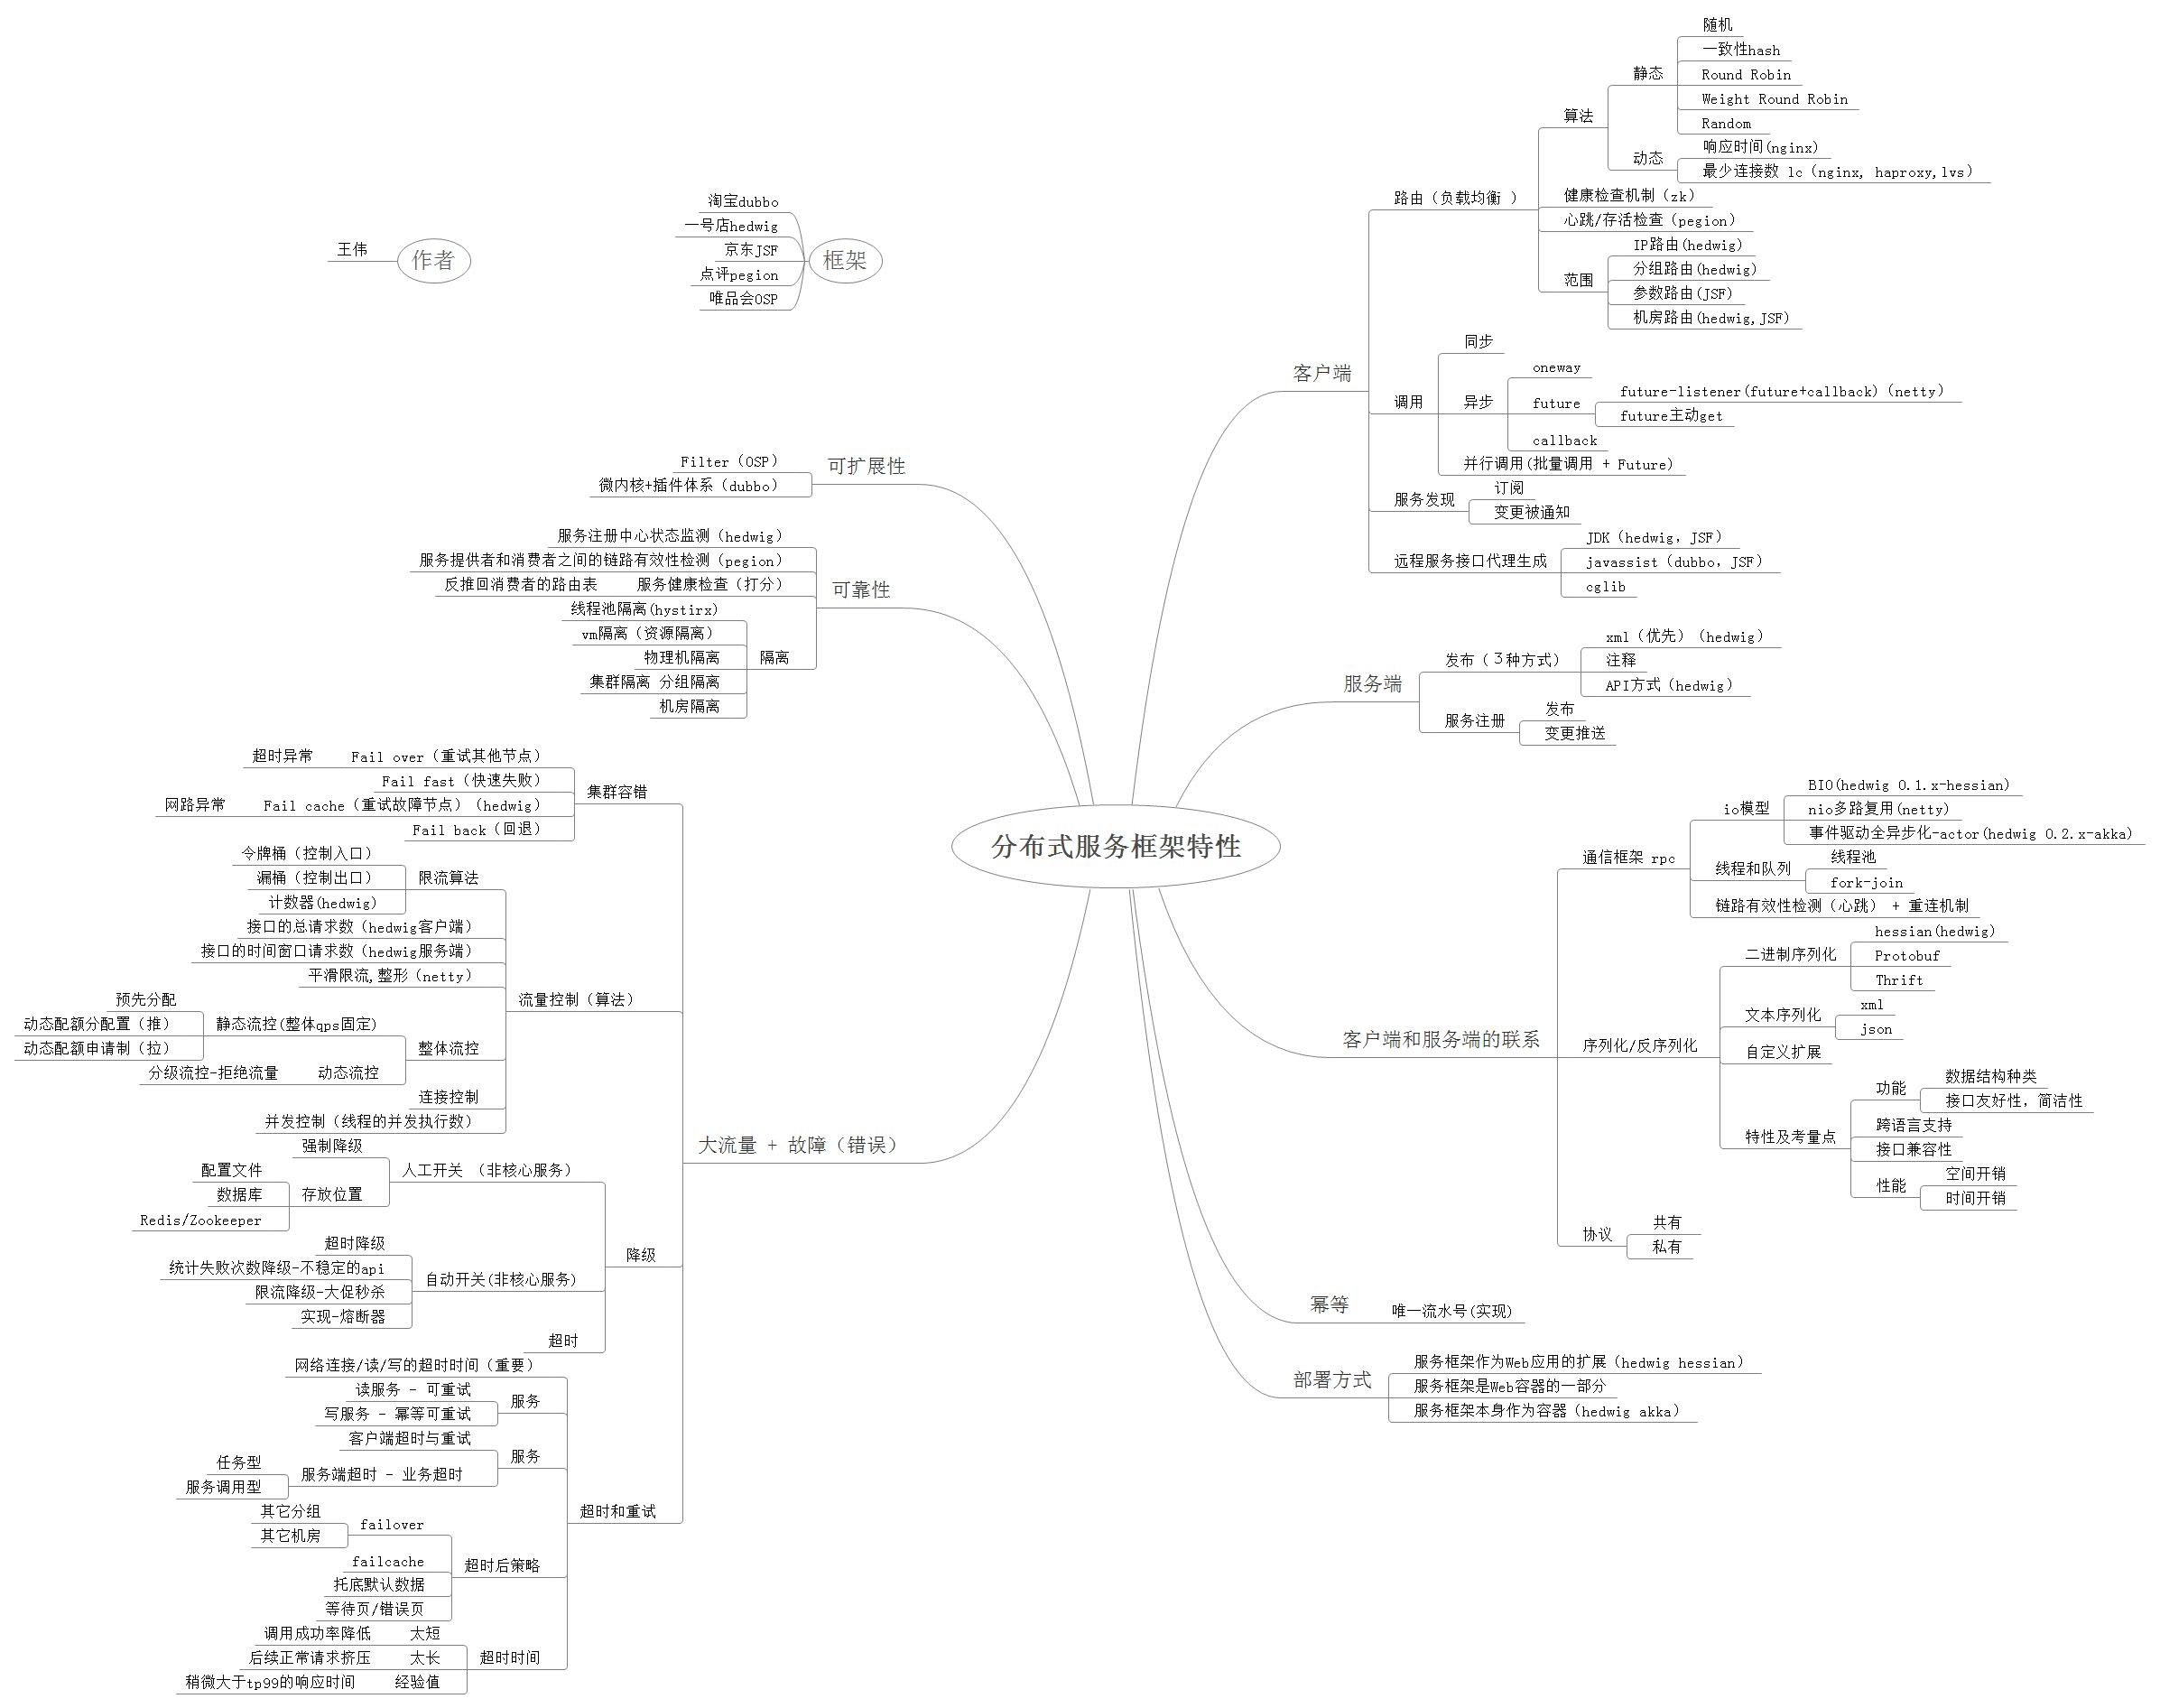 分布式服务框架特性
作者
王伟
框架
淘宝dubbo
一号店hedwig
京东JSF
点评pegion
唯品会OSP
客户端
路由（负载均衡 ）
算法
静态
随机
一致性hash
Round Robin
Weight Round Robin
Random
动态
响应时间(nginx)
最少连接数 lc（nginx, haproxy,lvs）
健康检查机制（zk）
心跳/存活检查（pegion）
范围
IP路由(hedwig)
分组路由(hedwig)
参数路由(JSF)
机房路由(hedwig,JSF)
调用
同步
异步
oneway
future
future-listener(future+callback)（netty）
future主动get
callback
并行调用(批量调用 + Future)
服务发现
订阅
变更被通知
远程服务接口代理生成
JDK（hedwig，JSF）
javassist（dubbo，JSF）
cglib
服务端
发布（３种方式）
xml（优先）（hedwig）
注释
API方式（hedwig）
服务注册
发布
变更推送
客户端和服务端的联系
通信框架 rpc
io模型
BIO(hedwig 0.1.x-hessian)
nio多路复用(netty)
事件驱动全异步化-actor(hedwig 0.2.x-akka)
线程和队列
线程池
fork-join
链路有效性检测（心跳） + 重连机制
序列化/反序列化
二进制序列化
hessian(hedwig)
Protobuf
Thrift
文本序列化
xml
json
自定义扩展
特性及考量点
功能
数据结构种类
接口友好性，简洁性
跨语言支持
接口兼容性
性能
空间开销
时间开销
协议
共有
私有
幂等
唯一流水号(实现)
部署方式
服务框架作为Web应用的扩展（hedwig hessian）
服务框架是Web容器的一部分
服务框架本身作为容器（hedwig akka）
可扩展性
Filter（OSP）
微内核+插件体系（dubbo）
可靠性
服务注册中心状态监测（hedwig）
服务提供者和消费者之间的链路有效性检测（pegion）
服务健康检查（打分）
反推回消费者的路由表
隔离
线程池隔离(hystirx)
vm隔离（资源隔离）
物理机隔离
集群隔离 分组隔离
机房隔离
大流量 + 故障（错误）
集群容错
Fail over（重试其他节点）
超时异常
Fail fast（快速失败）
Fail cache（重试故障节点）（hedwig）
网路异常
Fail back（回退）
流量控制（算法）
限流算法
令牌桶（控制入口）
漏桶（控制出口）
计数器(hedwig)
接口的总请求数（hedwig客户端）
接口的时间窗口请求数（hedwig服务端）
平滑限流,整形（netty）
整体流控
静态流控(整体qps固定)
预先分配
动态配额分配置（推）
动态配额申请制（拉）
动态流控
分级流控-拒绝流量
连接控制
并发控制（线程的并发执行数）
降级
人工开关 （非核心服务）
强制降级
存放位置
配置文件
数据库
Redis/Zookeeper
自动开关(非核心服务)
超时降级
统计失败次数降级-不稳定的api
限流降级-大促秒杀
实现-熔断器
超时
超时和重试
网络连接/读/写的超时时间（重要）
服务
读服务 - 可重试
写服务 - 幂等可重试
服务
客户端超时与重试
服务端超时 - 业务超时
任务型
服务调用型
超时后策略
failover
其它分组
其它机房
failcache
托底默认数据
等待页/错误页
超时时间
太短
调用成功率降低
太长
后续正常请求挤压
经验值
稍微大于tp99的响应时间